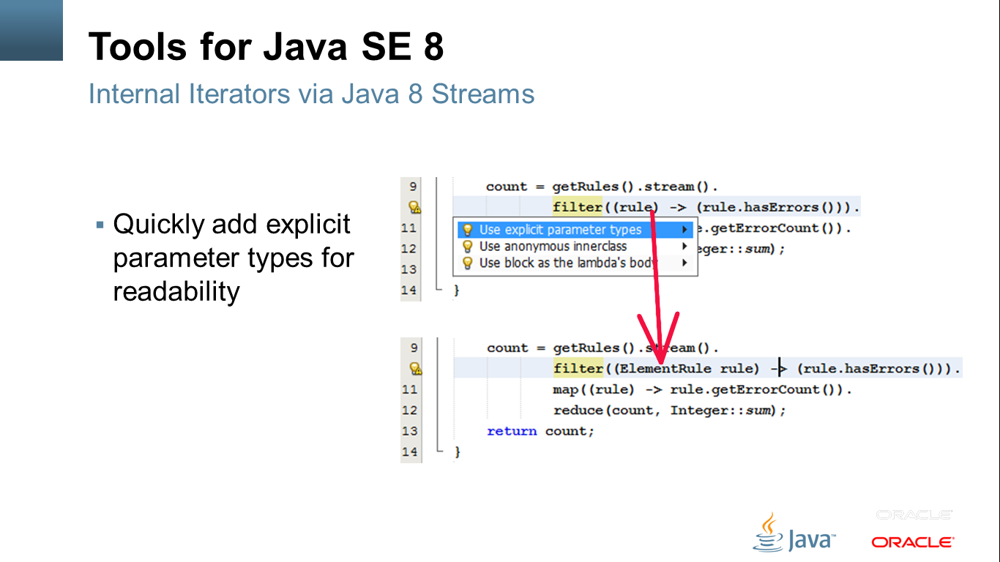 Tools for Java SE 8
Internal Iterators via Java 8 Streams
Quickly add explicit
parameter types for
readability
9 count = getRules().stream().
filter((rule) -> (rule.hasErrors())).
11 e.getErrorCount()).
12 eger::sum);
13
14 }
Use explicit parameter types
Use anonymous innerclass
Use block as the lambda's body
9 count = getRules().stream().
filter((ElementRule rule) -> (rule.hasErrors())).
11 map((rule) -> rule.getErrorCount()).
12 reduce(count, Integer::sum);
13 return count;
14 }
Java™
ORACLE
ORACLE®